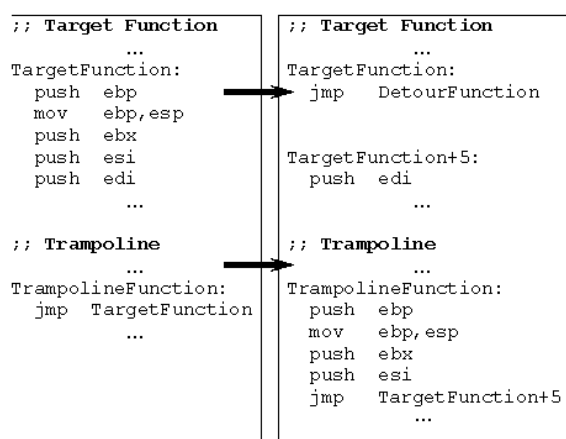 ;; Target Function
...
TargetFunction:
push ebp
mov ebp,esp
push ebx
push esi
push edi
...
;; Trampoline
...
TrampolineFunction:
jmp TargetFunction
...
;; Target Function
...
TargetFunction:
jmp DetourFunction
TargetFunction+5:
push edi
...
;; Trampoline
...
TrampolineFunction:
push ebp
mov ebp,esp
push ebx
push esi
jmp TargetFunction+5
...